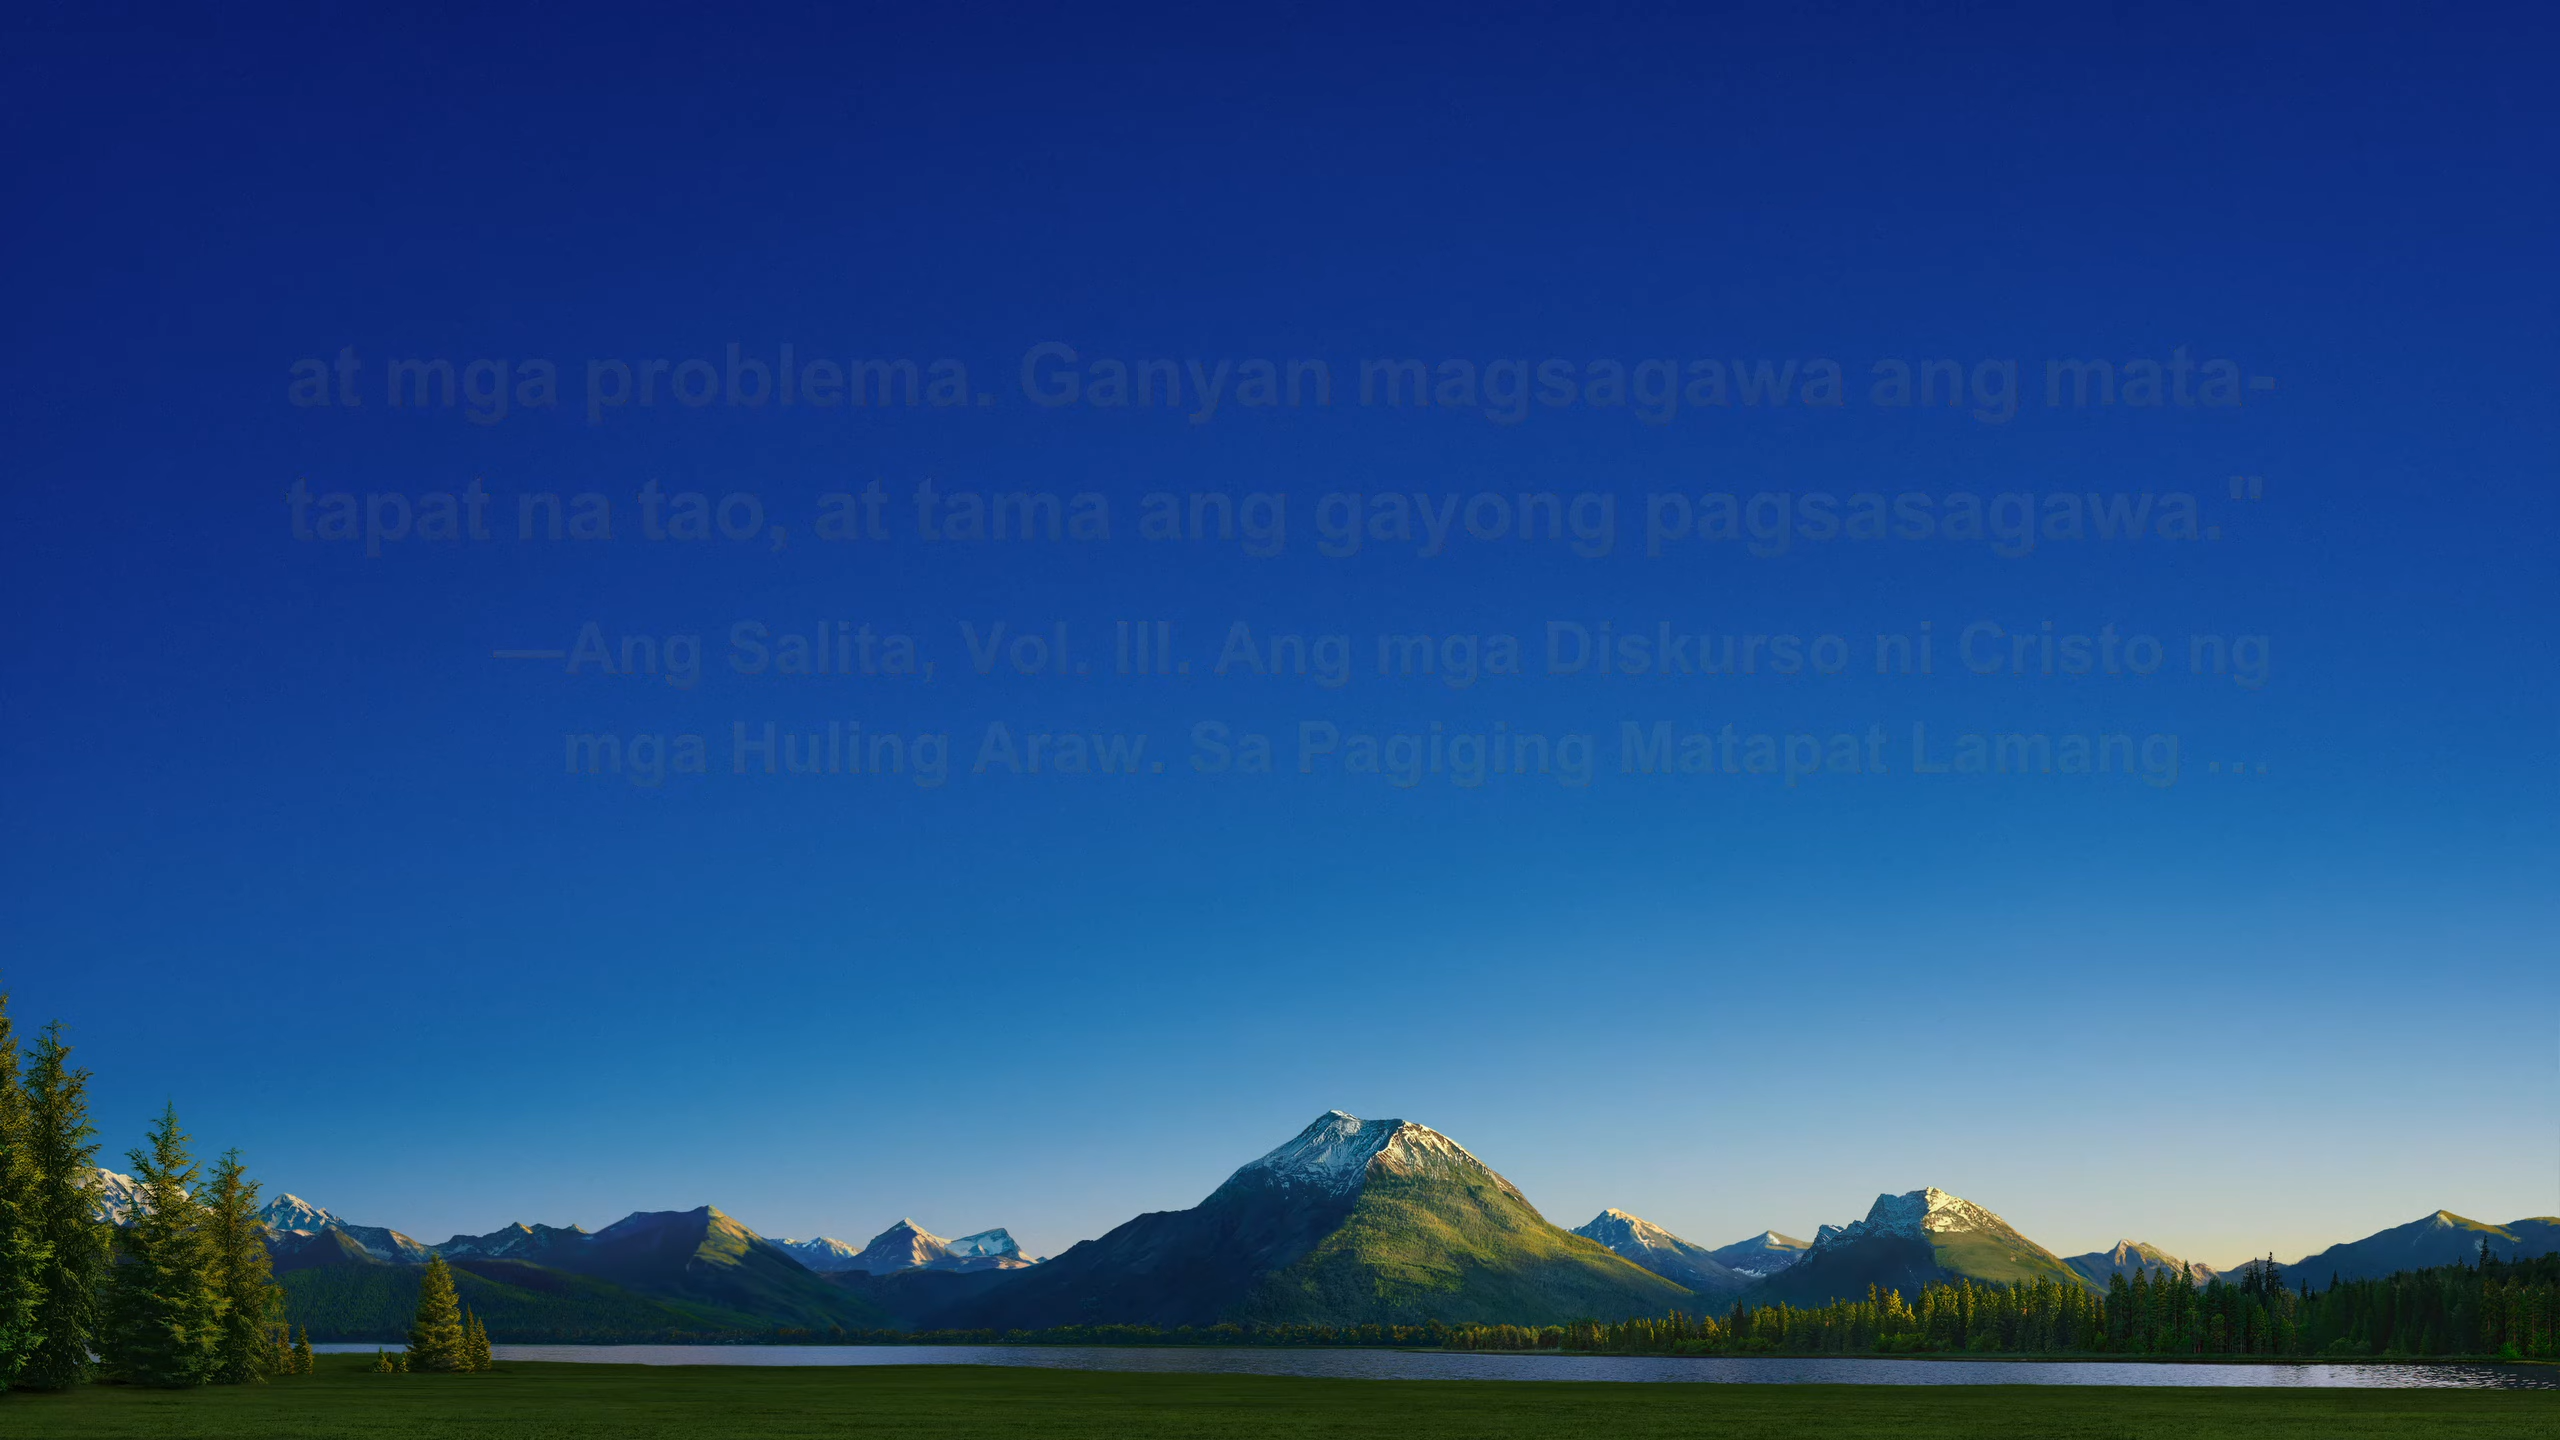 at mga problema. Ganyan magsagawa ang mata-
tapat na tao, at tama ang gayong pagsasagawa."
—Ang Salita, Vol. III. Ang mga Diskurso ni Cristo ng
mga Huling Araw. Sa Pagiging Matapat Lamang ...